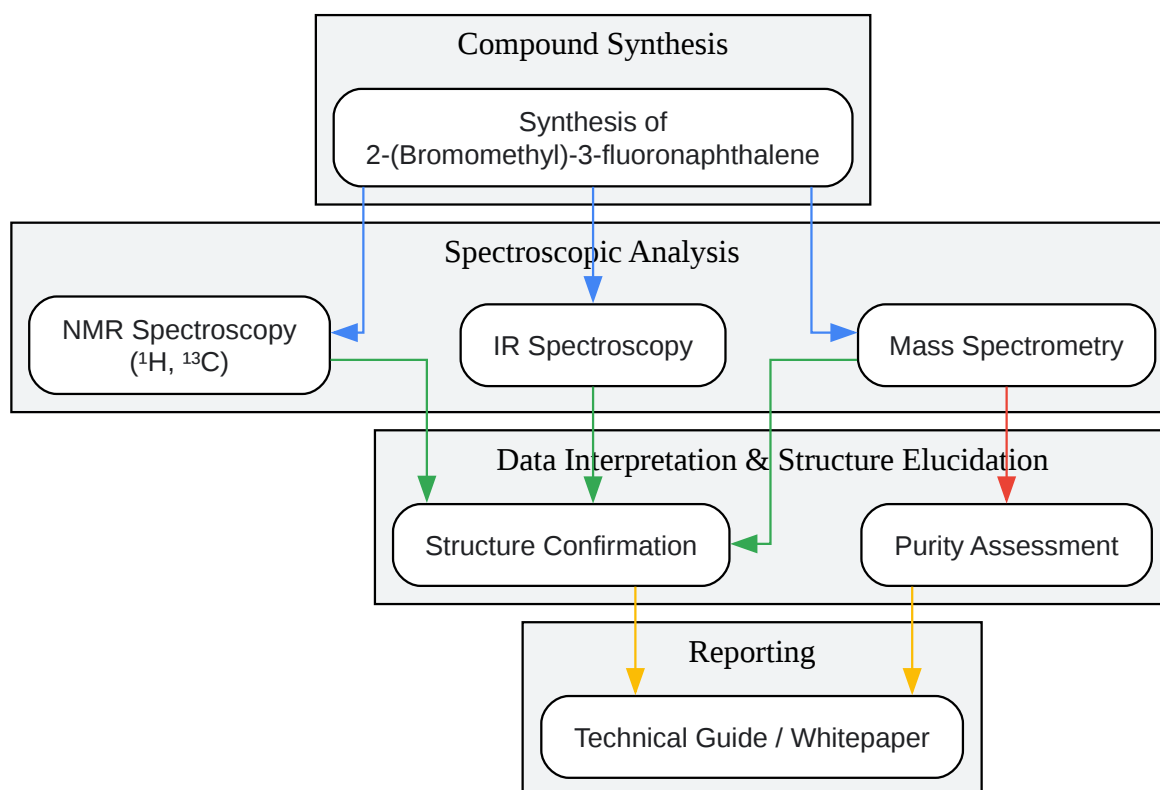 Compound Synthesis
Synthesis of
2-(Bromomethyl)-3-fluoronaphthalene
Spectroscopic Analysis
NMR Spectroscopy
(¹H, ¹³C)
IR Spectroscopy
Mass Spectrometry
Data Interpretation & Structure Elucidation
Structure Confirmation
Purity Assessment
Reporting
Technical Guide / Whitepaper